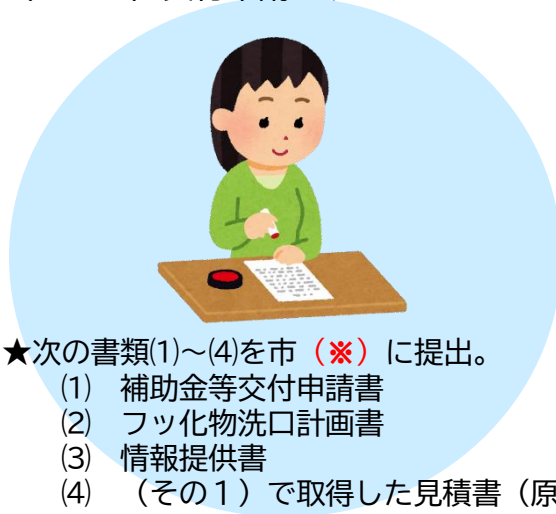 ★次の書類⑴～⑷を市（※）に提出。
⑴ 補助金等交付申請書
⑵ フッ化物洗口計画書
⑶ 情報提供書
⑷ （その１）で取得した見積書（原